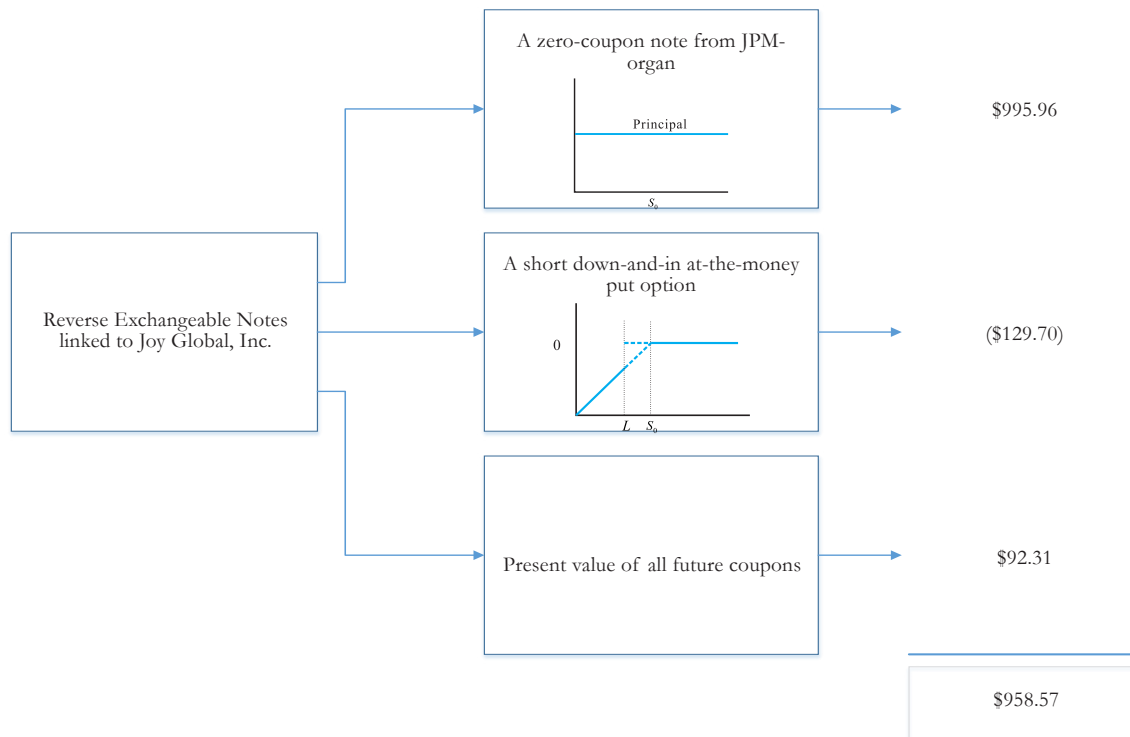 A zero-coupon note from JPM-
organ
Principal
S₀
$995.96
Reverse Exchangeable Notes
linked to Joy Global, Inc.
A short down-and-in at-the-money
put option
0
L S₀
($129.70)
Present value of all future coupons
$92.31
$958.57